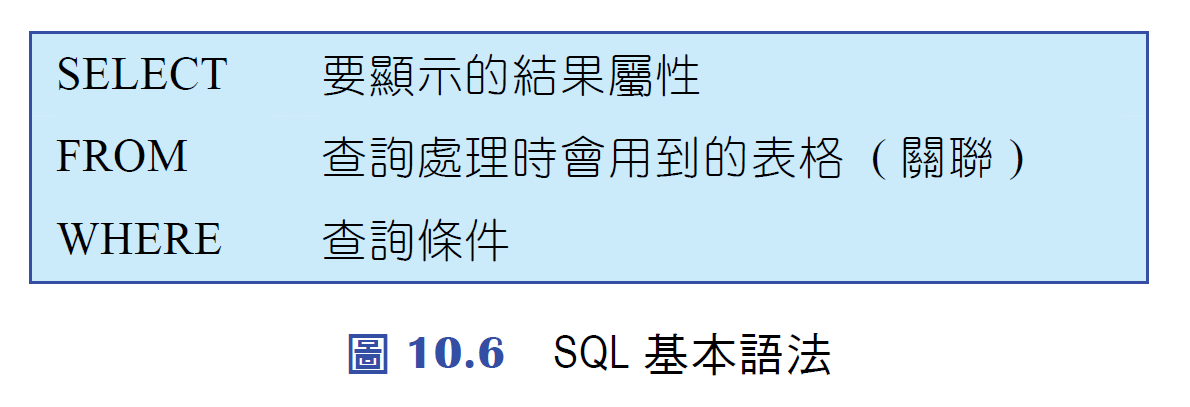 SELECT 要顯示的結果屬性
FROM 查詢處理時會用到的表格 (關聯)
WHERE 查詢條件
圖 10.6 SQL 基本語法